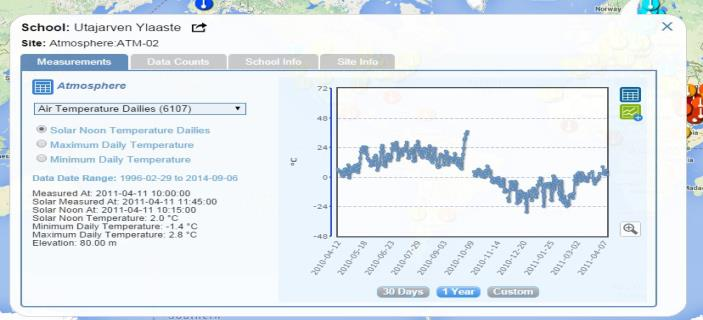 Norway
School: Utajarven Ylaaste
Site: Atmosphere:ATM-02
Measurements Data Counts School Info Site Info
Atmosphere
Air Temperature Dailies (6107)
Solar Noon Temperature Dailies
Maximum Daily Temperature
Minimum Daily Temperature
Data Date Range: 1996-02-29 to 2014-09-06
Measured At: 2011-04-11 10:00:00
Solar Measured At: 2011-04-11 11:45:00
Solar Noon At: 2011-04-11 10:15:00
Solar Noon Temperature: 2.0 °C
Minimum Daily Temperature: -1.4 °C
Maximum Daily Temperature: 2.8 °C
Elevation: 80.00 m
72
48
24
0
-24
-48
°C
2010-04-12 2010-05-18 2010-06-23 2010-07-29 2010-09-03 2010-10-09 2010-11-14 2010-12-20 2011-01-25 2011-03-02 2011-04-07
30 Days 1 Year Custom